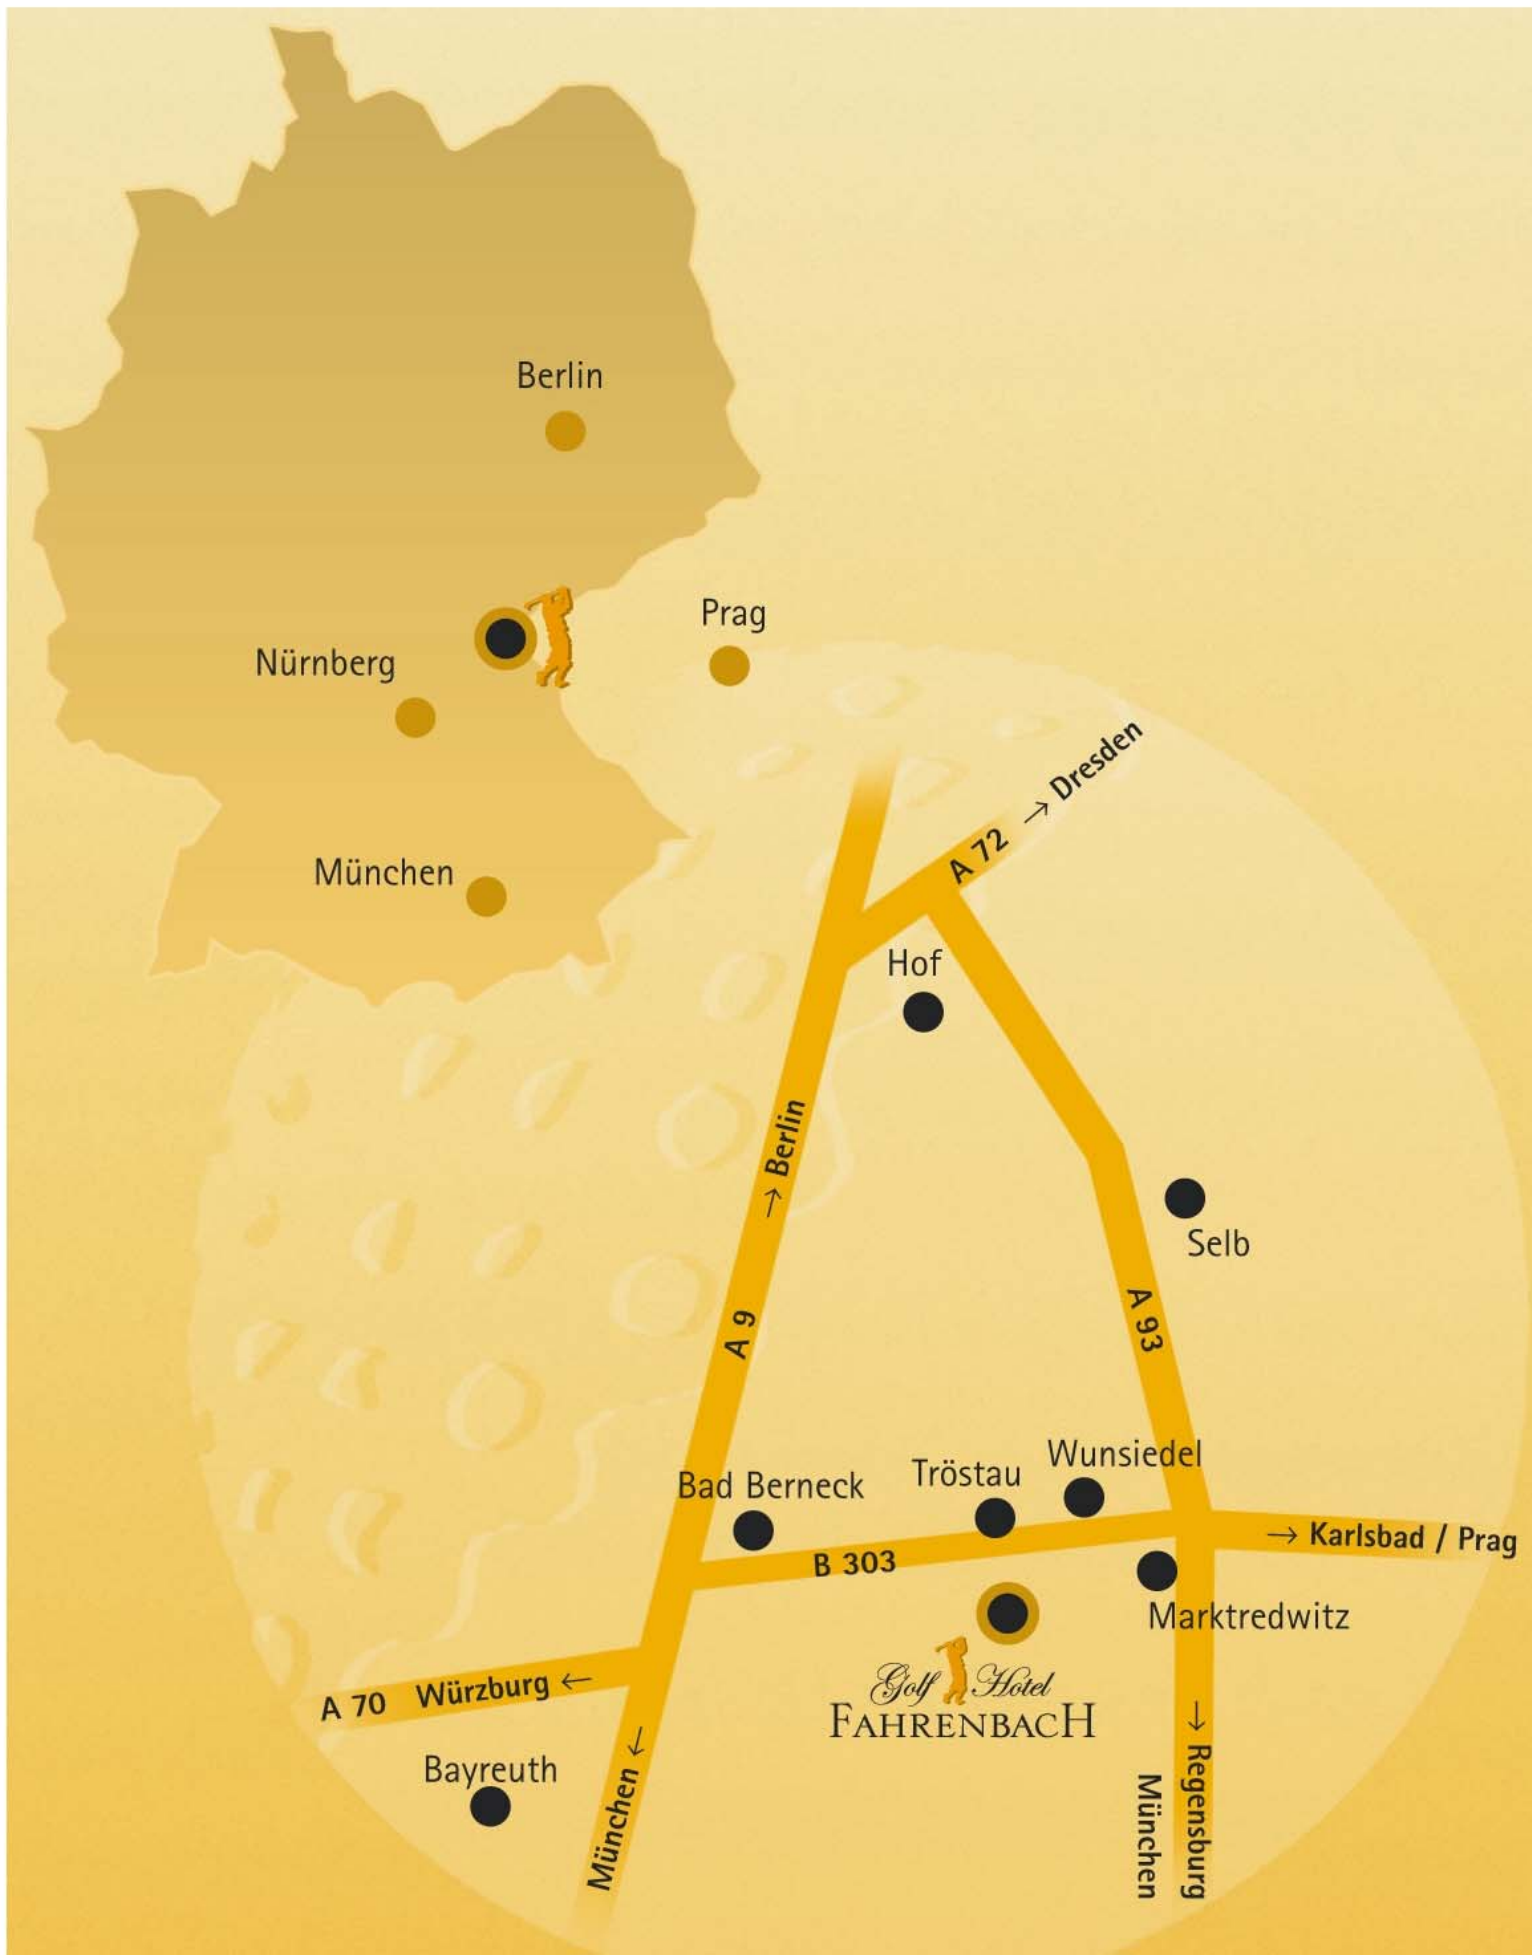 Berlin
Prag
Nürnberg
München
→ Dresden
A 72
Hof
→ Berlin
Selb
A 9
A 93
Wunsiedel
Tröstau
Bad Berneck
→ Karlsbad / Prag
B 303
Marktredwitz
Golf Hotel
FAHRENBACH
A 70 Würzburg ←
Bayreuth
München ←
→ Regensburg
München